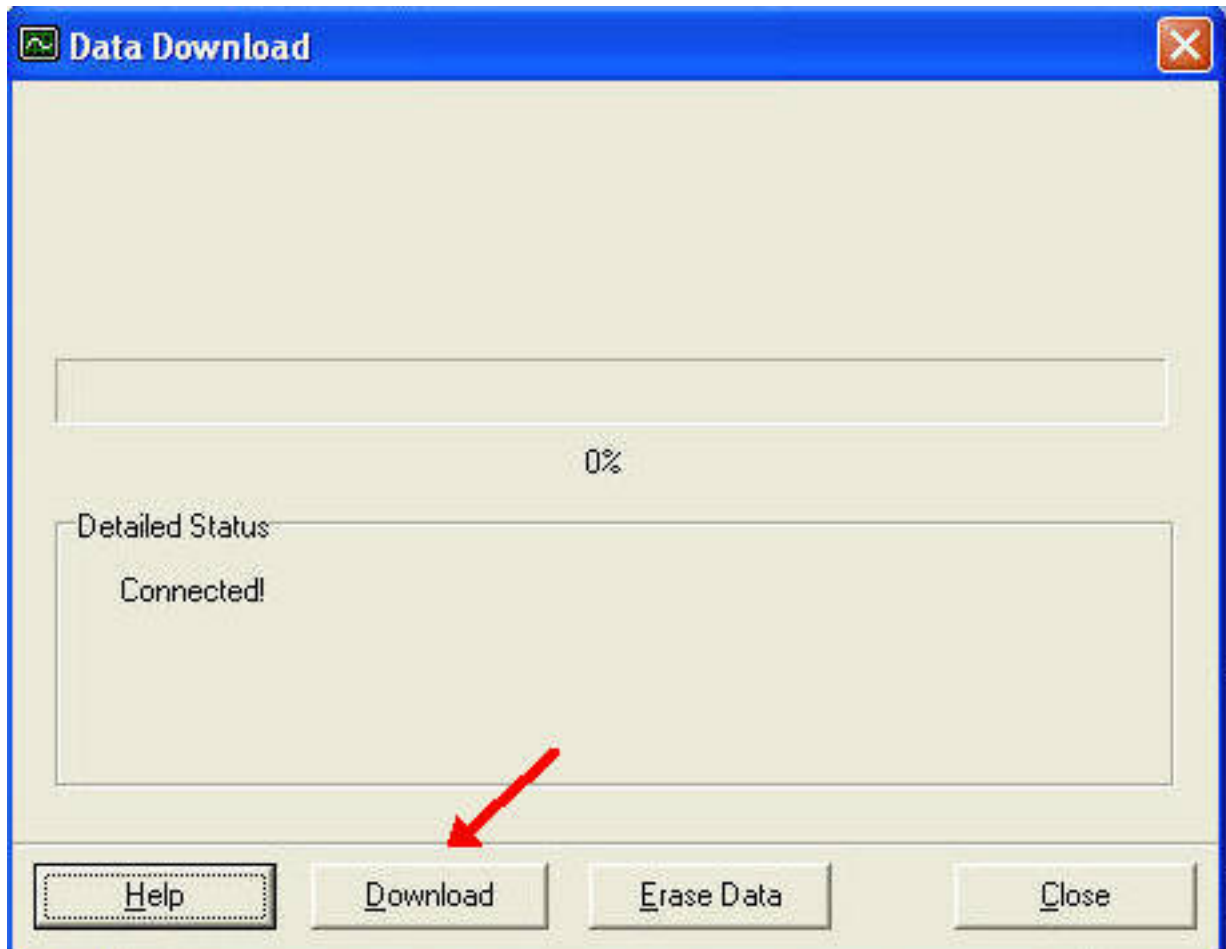 Data Download
0%
Detailed Status
Connected!
Help Download Erase Data Close